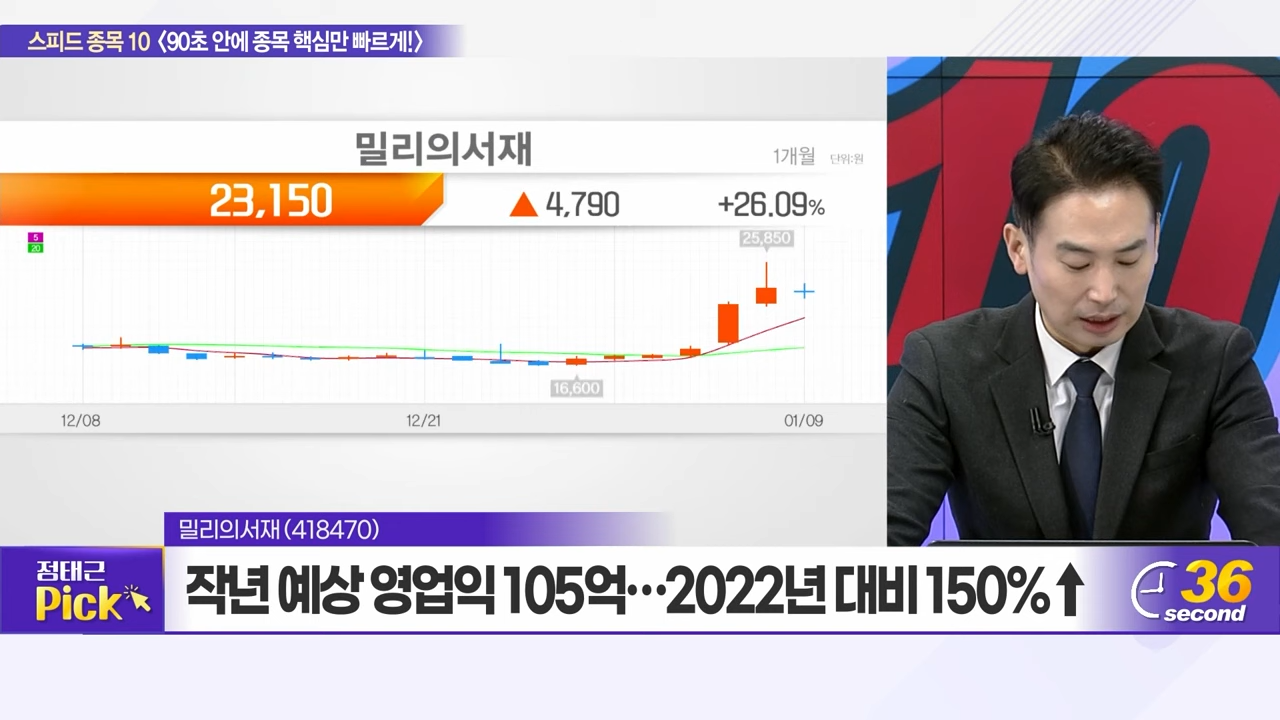 스피드 종목 10 〈90초 안에 종목 핵심만 빠르게!〉
밀리의서재
1개월 단위:원
23,150 ▲ 4,790 +26.09%
5
20
25,850
16,600
12/08 12/21 01/09
10
밀리의서재(418470)
정태근
Pick
작년 예상 영업익 105억…2022년 대비 150%↑
36
second